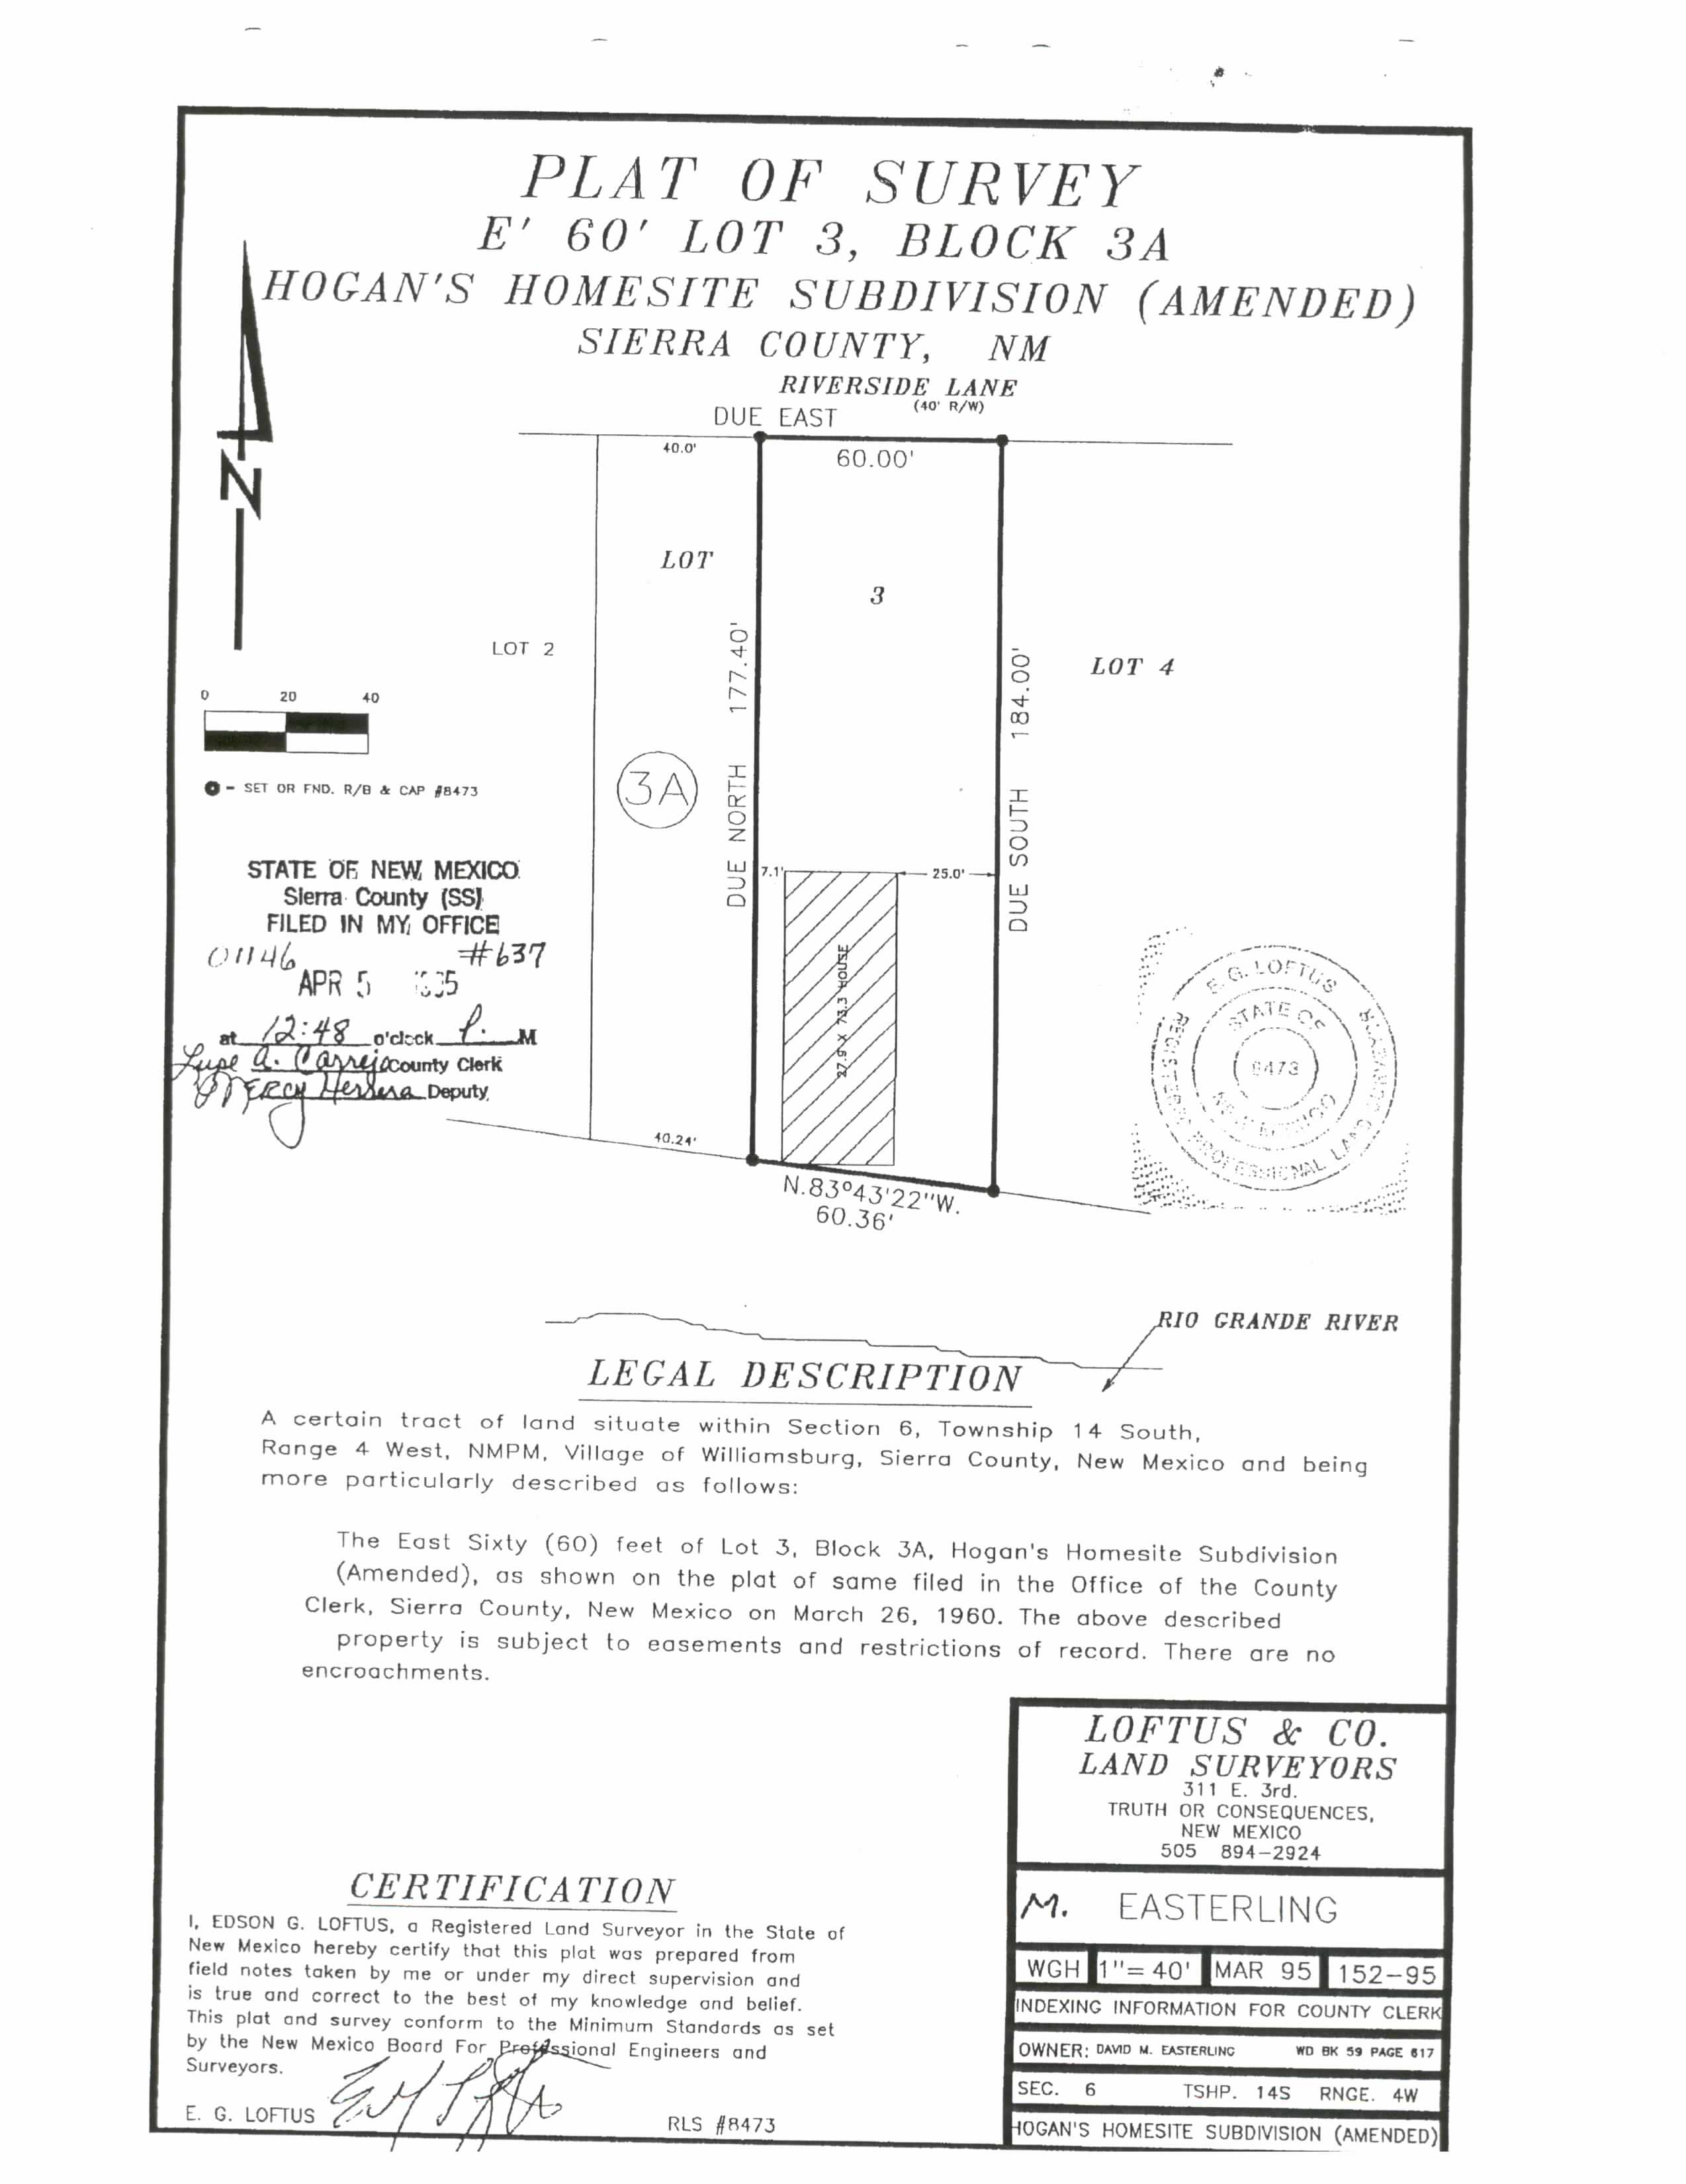 PLAT OF SURVEY
E' 60' LOT 3, BLOCK 3A
HOGAN'S HOMESITE SUBDIVISION (AMENDED)
SIERRA COUNTY, NM
RIVERSIDE LANE
(40' R/W)
DUE EAST
40.0'
60.00'
N
LOT
3
LOT 2
LOT 4
DUE NORTH 177.40'
DUE SOUTH 184.00'
0 20 40
3A
- SET OR FND. R/B & CAP #8473
7.1'
25.0'
27.9 X 73.3 HOUSE
STATE OF NEW MEXICO
Sierra County (SS)
FILED IN MY OFFICE
01146 #637
APR 5
at 12:48 o'clock P. M
Lupe A. Carrejo County Clerk
Mercy Herrera Deputy
E. G. LOFTUS
STATE OF
NEW MEXICO
8473
REGISTERED PROFESSIONAL LAND SURVEYOR
40.24'
N.83°43'22"W.
60.36'
RIO GRANDE RIVER
LEGAL DESCRIPTION
A certain tract of land situate within Section 6, Township 14 South,
Range 4 West, NMPM, Village of Williamsburg, Sierra County, New Mexico and being
more particularly described as follows:
The East Sixty (60) feet of Lot 3, Block 3A, Hogan's Homesite Subdivision
(Amended), as shown on the plat of same filed in the Office of the County
Clerk, Sierra County, New Mexico on March 26, 1960. The above described
property is subject to easements and restrictions of record. There are no
encroachments.
LOFTUS & CO.
LAND SURVEYORS
311 E. 3rd.
TRUTH OR CONSEQUENCES,
NEW MEXICO
505 894-2924
M. EASTERLING
WGH 1"= 40' MAR 95 152-95
INDEXING INFORMATION FOR COUNTY CLERK
OWNER: DAVID M. EASTERLING WD BK 59 PAGE 617
SEC. 6 TSHP. 14S RNGE. 4W
HOGAN'S HOMESITE SUBDIVISION (AMENDED)
CERTIFICATION
I, EDSON G. LOFTUS, a Registered Land Surveyor in the State of
New Mexico hereby certify that this plat was prepared from
field notes taken by me or under my direct supervision and
is true and correct to the best of my knowledge and belief.
This plat and survey conform to the Minimum Standards as set
by the New Mexico Board For Professional Engineers and
Surveyors.
E. G. LOFTUS
RLS #8473